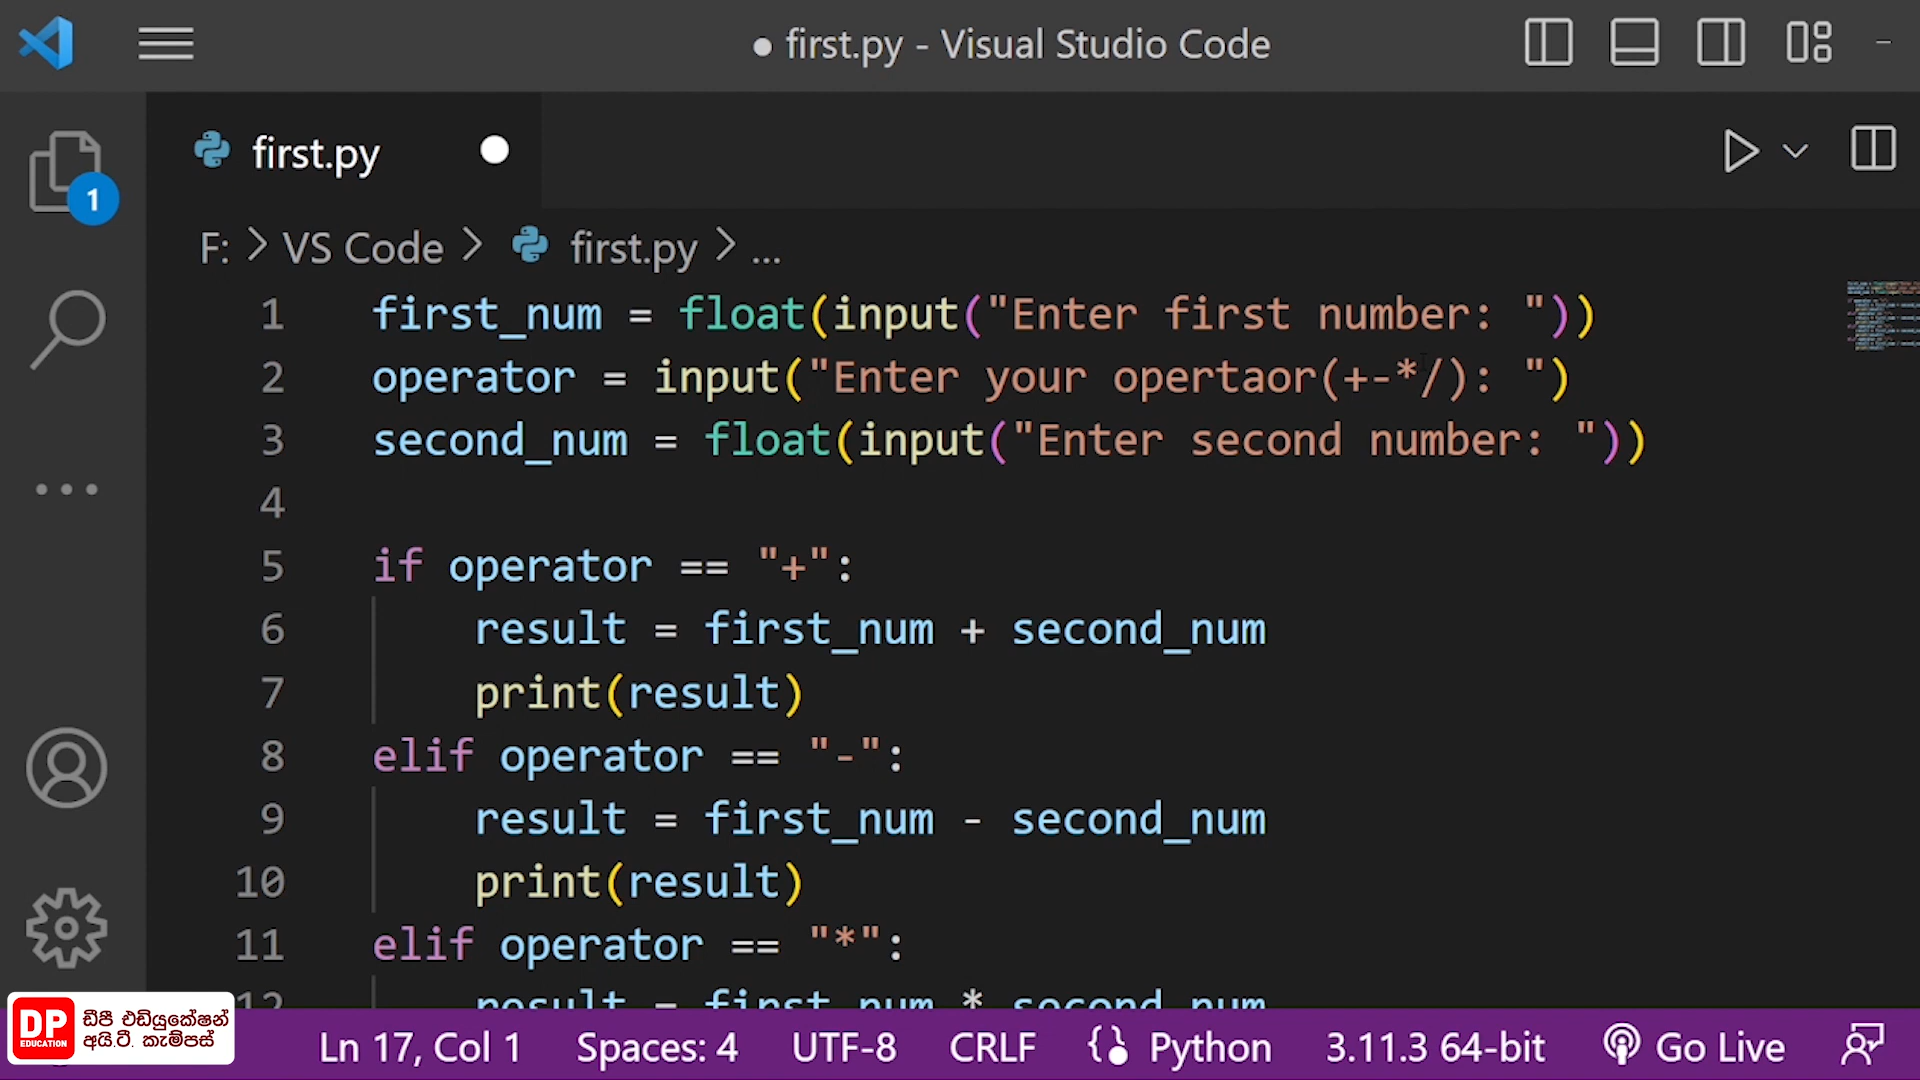 first.py - Visual Studio Code
first.py
1
F: > VS Code > first.py > ...
1 first_num = float(input("Enter first number: "))
2 operator = input("Enter your opertaor(+-*/): ")
3 second_num = float(input("Enter second number: "))
4
5 if operator == "+":
6 result = first_num + second_num
7 print(result)
8 elif operator == "-":
9 result = first_num - second_num
10 print(result)
11 elif operator == "*":
12 result = first_num * second_num
DP
EDUCATION
ඩීපී එඩියුකේෂන්
අයි.ටී. කැම්පස්
Ln 17, Col 1 Spaces: 4 UTF-8 CRLF Python 3.11.3 64-bit Go Live